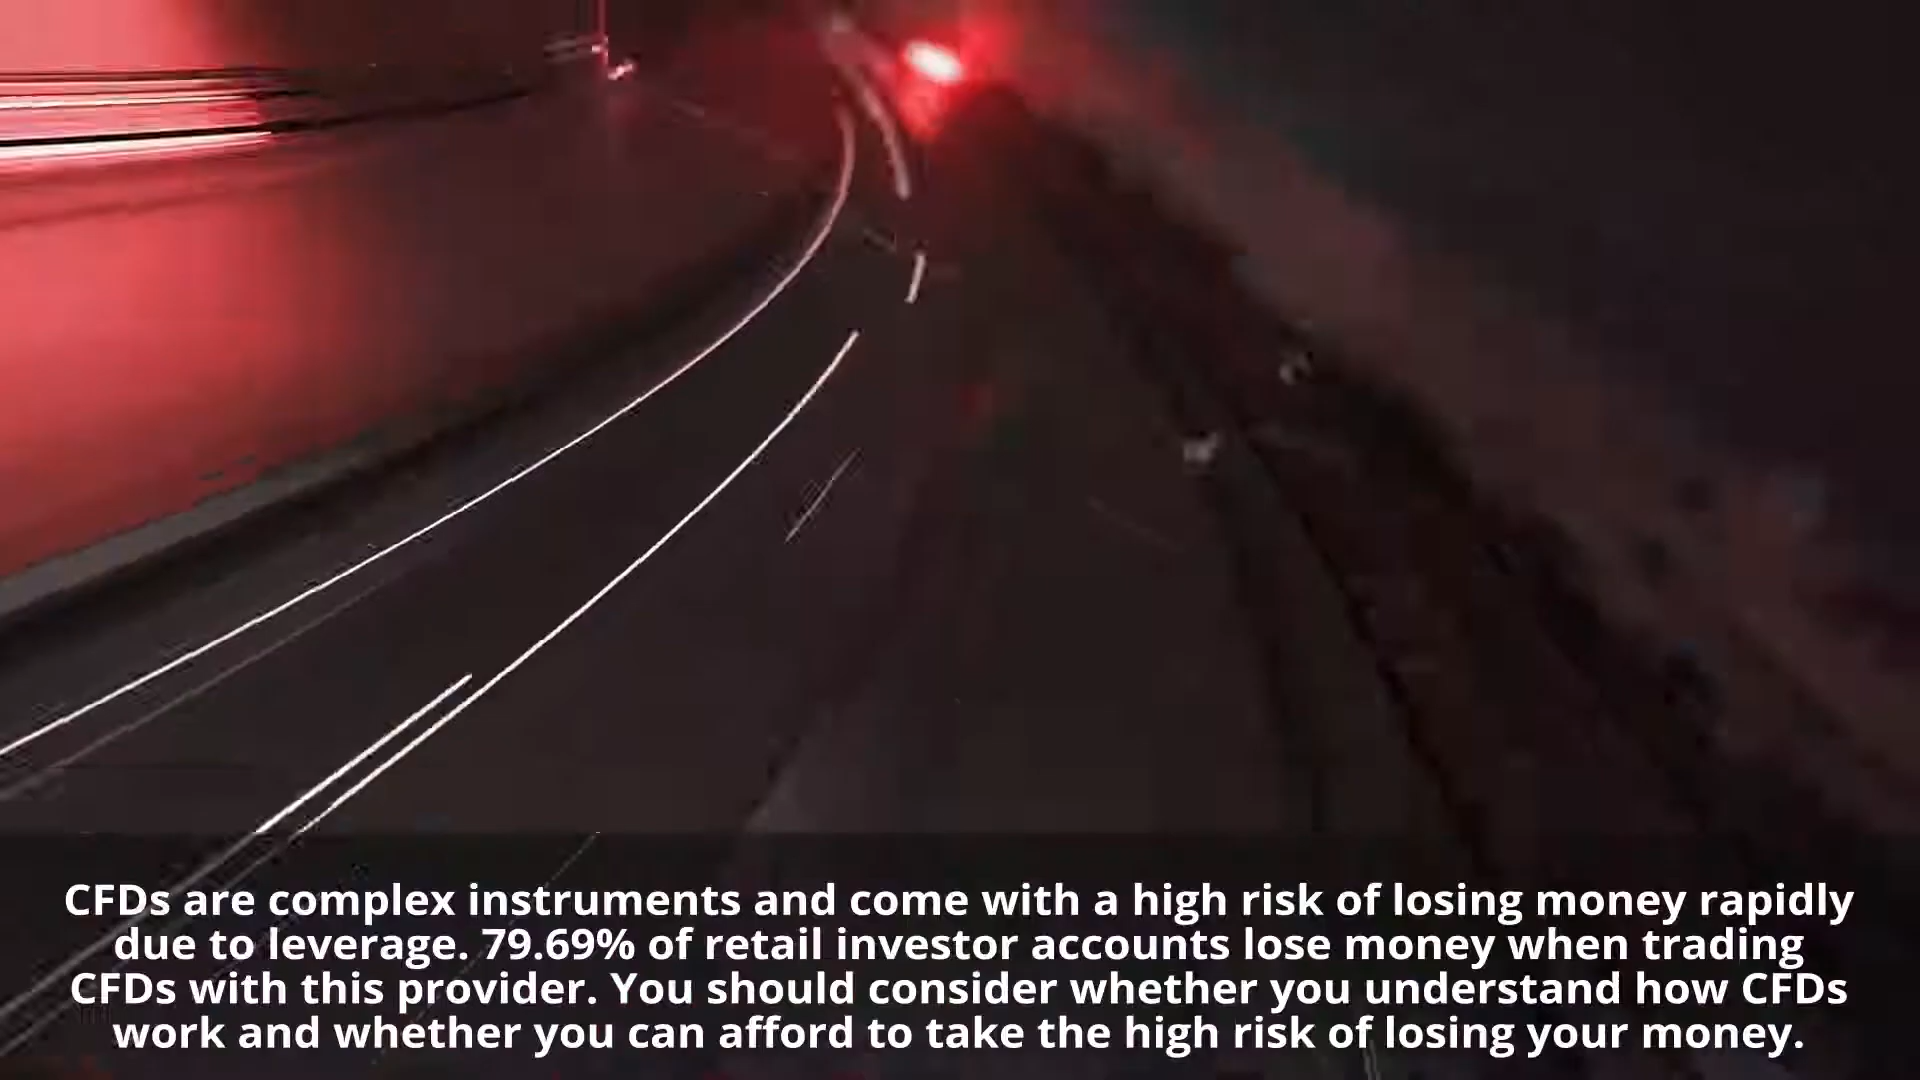 CFDs are complex instruments and come with a high risk of losing money rapidly
due to leverage. 79.69% of retail investor accounts lose money when trading
CFDs with this provider. You should consider whether you understand how CFDs
work and whether you can afford to take the high risk of losing your money.